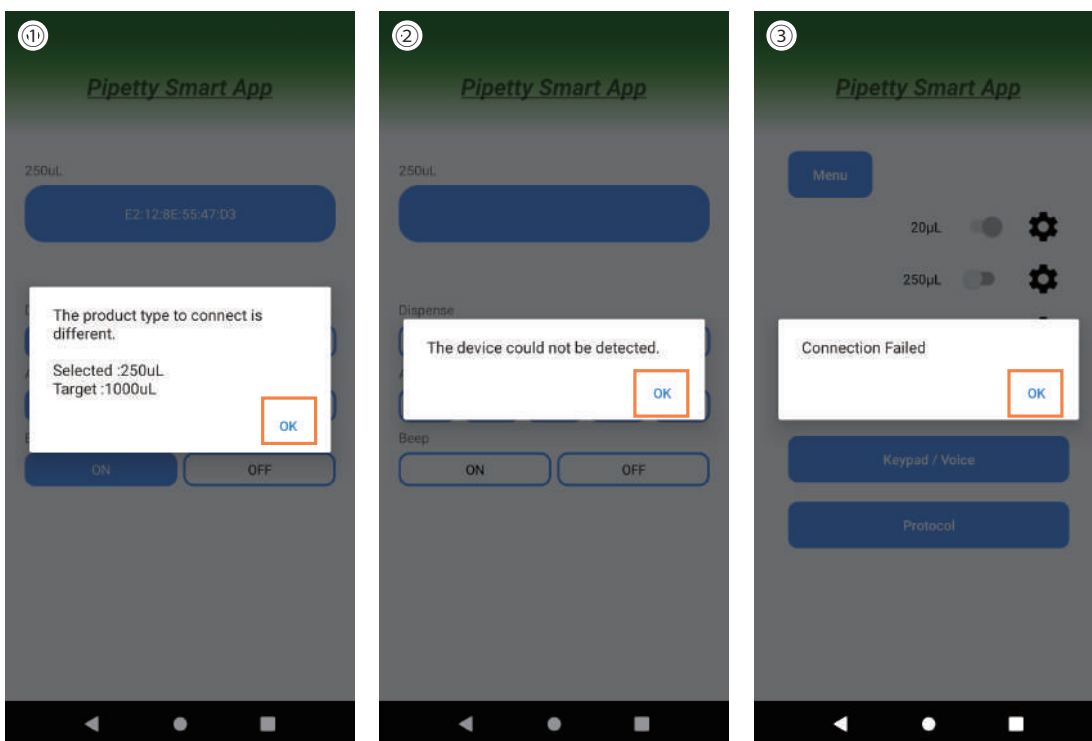 ①
Pipetty Smart App
250uL
E2:12:8E:55:47:D3
The product type to connect is
different.
Selected :250uL
Target :1000uL
OK
ON
OFF
②
Pipetty Smart App
250uL
Dispense
The device could not be detected.
OK
Beep
ON
OFF
③
Pipetty Smart App
Menu
20µL
250µL
Connection Failed
OK
Keypad / Voice
Protocol